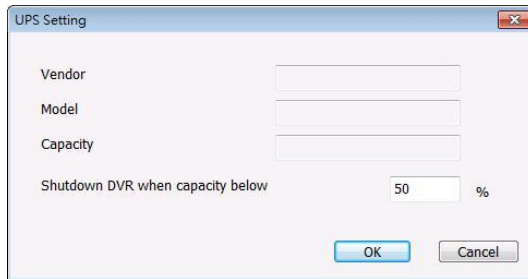 UPS Setting
Vendor
Model
Capacity
Shutdown DVR when capacity below 50 %
OK Cancel